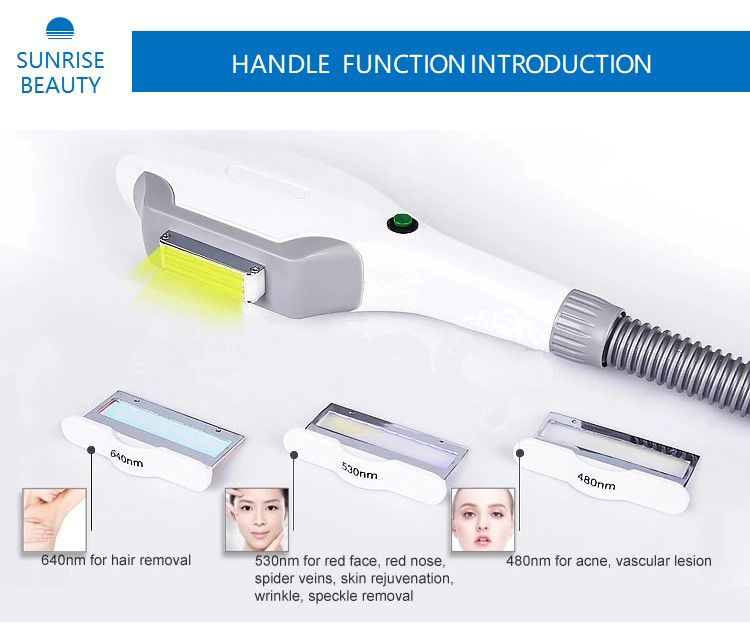 SUNRISE
BEAUTY
HANDLE FUNCTION INTRODUCTION
640nm
530nm
480nm
640nm for hair removal
530nm for red face, red nose,
spider veins, skin rejuvenation,
wrinkle, speckle removal
480nm for acne, vascular lesion